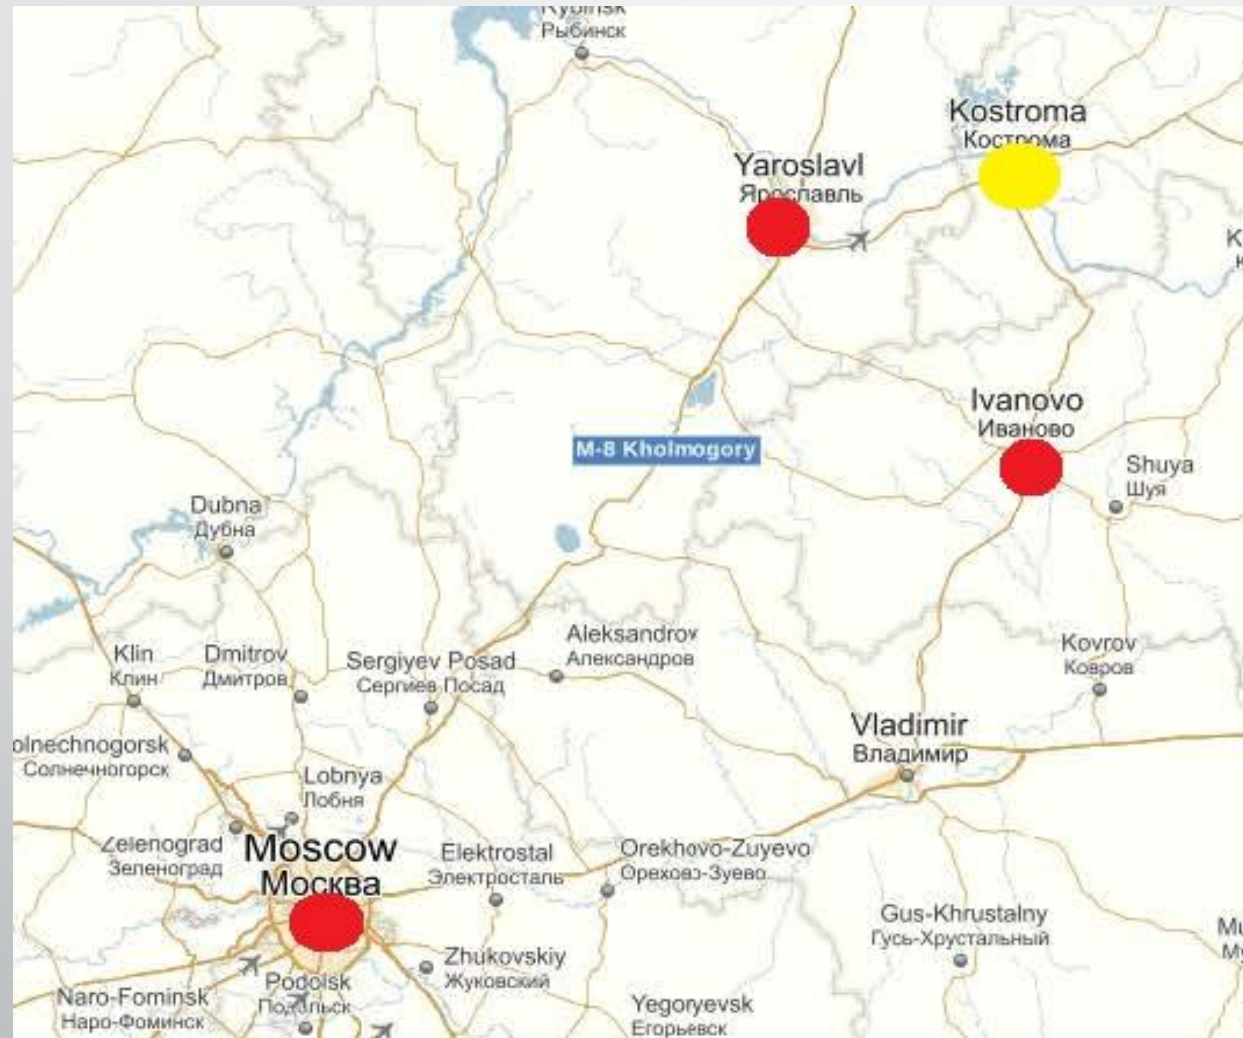 Рыбинск
Kostroma
Кострома
Yaroslavl
Ярославль
Ivanovo
Иваново
M-8 Kholmogory
Shuya
Шуя
Dubna
Дубна
Aleksandrov
Александров
Klin
Клин
Dmitrov
Дмитров
Sergiyev Posad
Сергиев Посад
Kovrov
Ковров
Vladimir
Владимир
olnechnogorsk
Солнечногорск
Lobnya
Лобня
Zelenograd
Зеленоград
Moscow
Москва
Elektrostal
Электросталь
Orekhovo-Zuyevo
Орехово-Зуево
Gus-Khrustalny
Гусь-Хрустальный
Zhukovskiy
Жуковский
Podolsk
Подольск
Naro-Fominsk
Наро-Фоминск
Yegoryevsk
Егорьевск